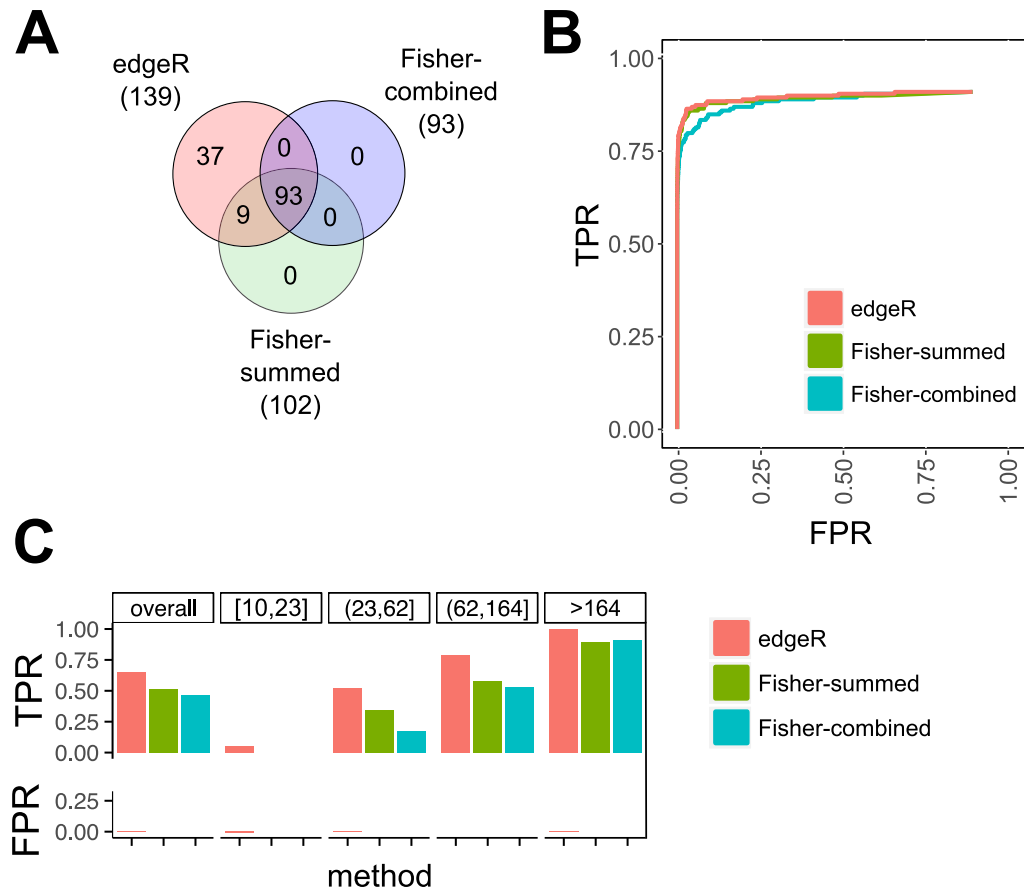 A
edgeR
(139)
Fisher-
combined
(93)
37
0
0
93
9
0
0
Fisher-
summed
(102)
B
1.00
0.75
0.50
0.25
0.00
TPR
edgeR
Fisher-summed
Fisher-combined
0.00
0.25
0.50
0.75
1.00
FPR
C
overall
[10,23]
(23,62]
(62,164]
>164
1.00
0.75
0.50
0.25
0.00
TPR
0.25
0.00
FPR
method
edgeR
Fisher-summed
Fisher-combined